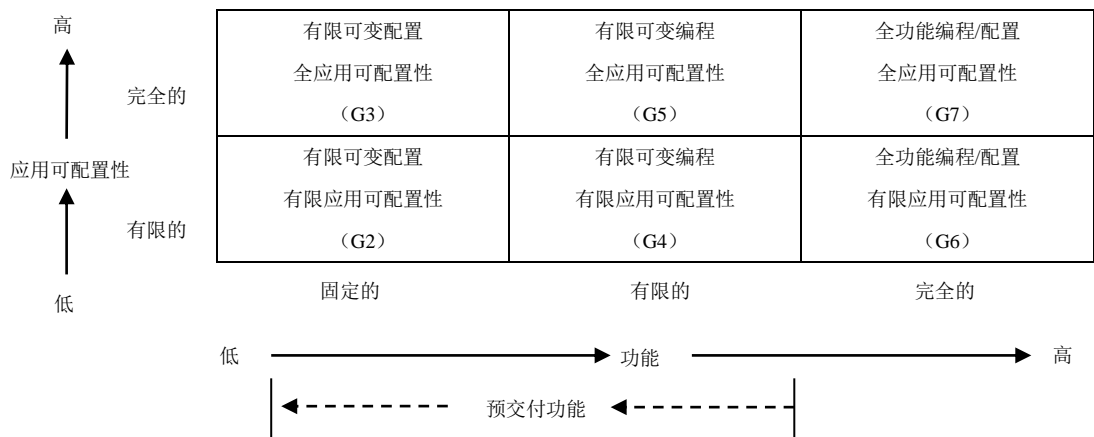 高
完全的
应用可配置性
有限的
低
有限可变配置
全应用可配置性
（G3）
有限可变编程
全应用可配置性
（G5）
全功能编程/配置
全应用可配置性
（G7）
有限可变配置
有限应用可配置性
（G2）
有限可变编程
有限应用可配置性
（G4）
全功能编程/配置
有限应用可配置性
（G6）
固定的
有限的
完全的
低
功能
高
预交付功能